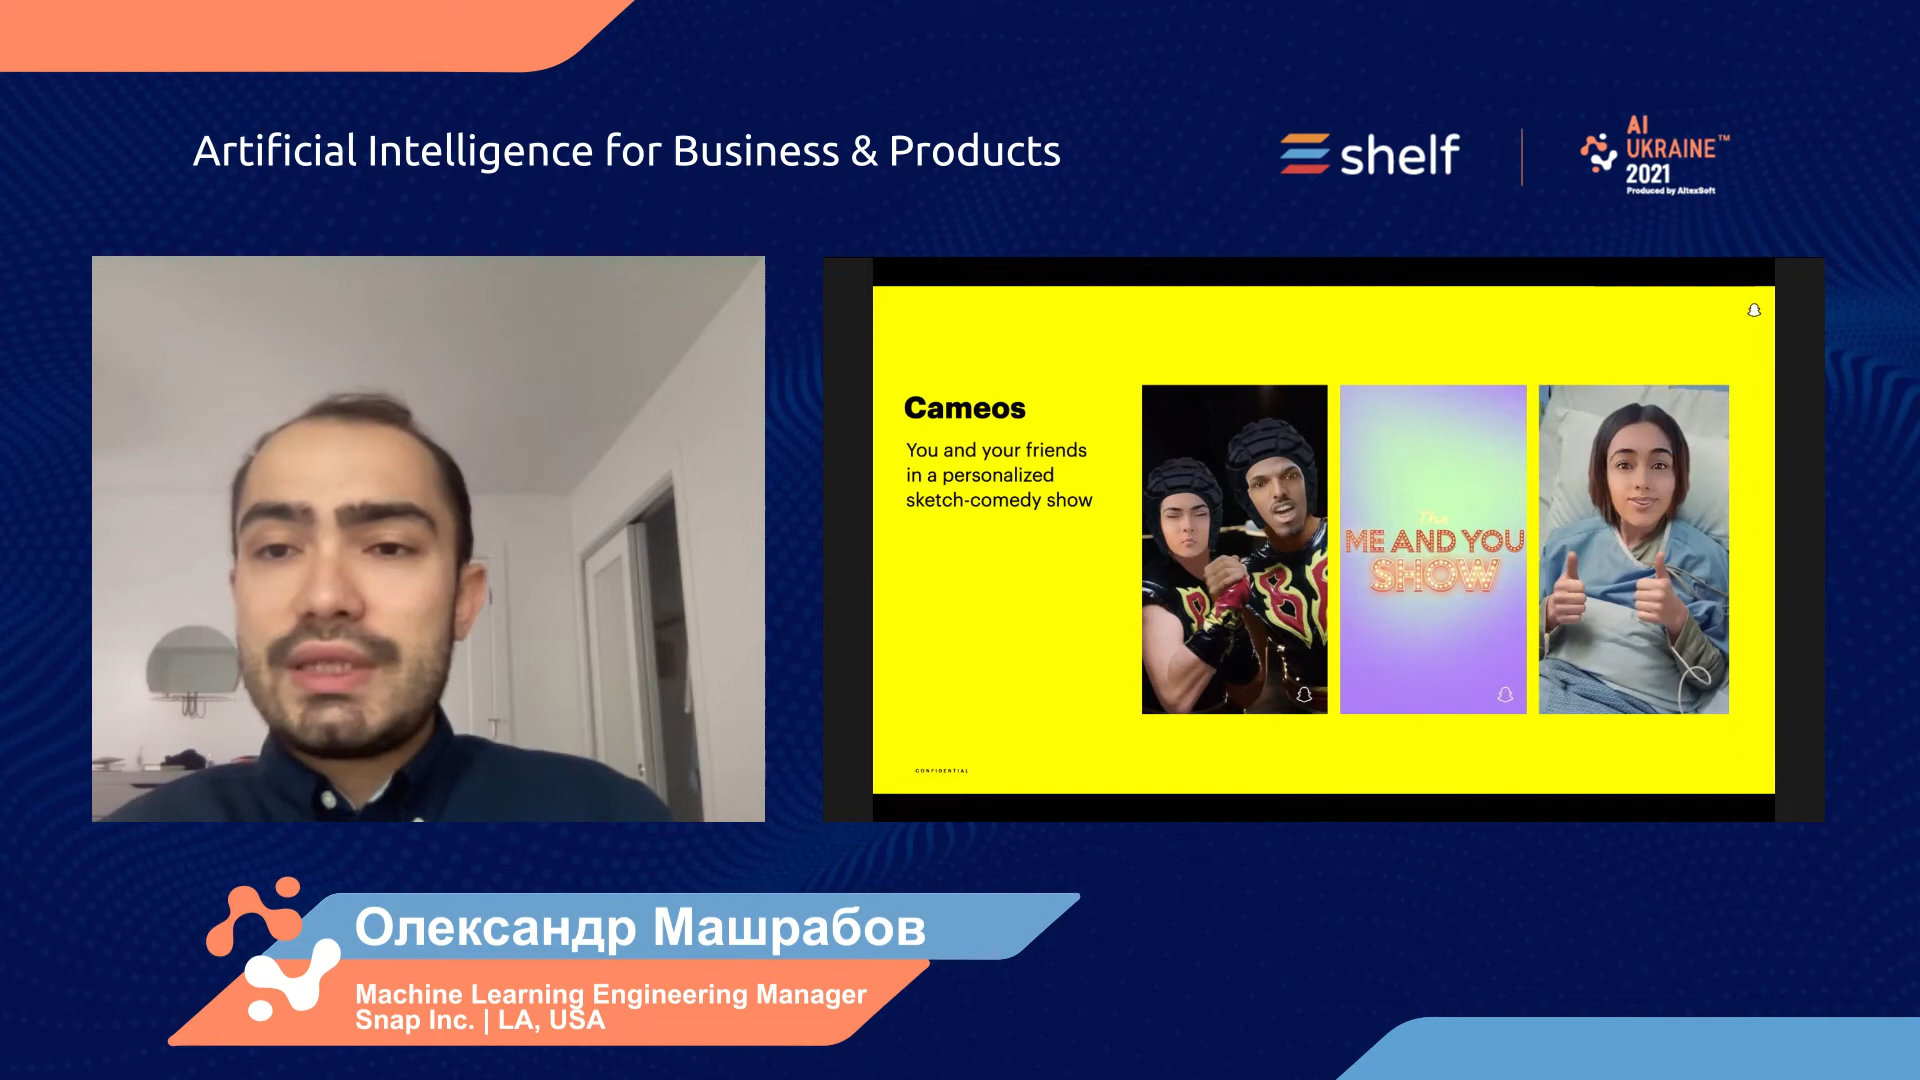 Artificial Intelligence for Business & Products
shelf
AI
UKRAINE™
2021
Produced by AltexSoft
Cameos
You and your friends
in a personalized
sketch-comedy show
The
ME AND YOU
SHOW
CONFIDENTIAL
Олександр Машрабов
Machine Learning Engineering Manager
Snap Inc. | LA, USA